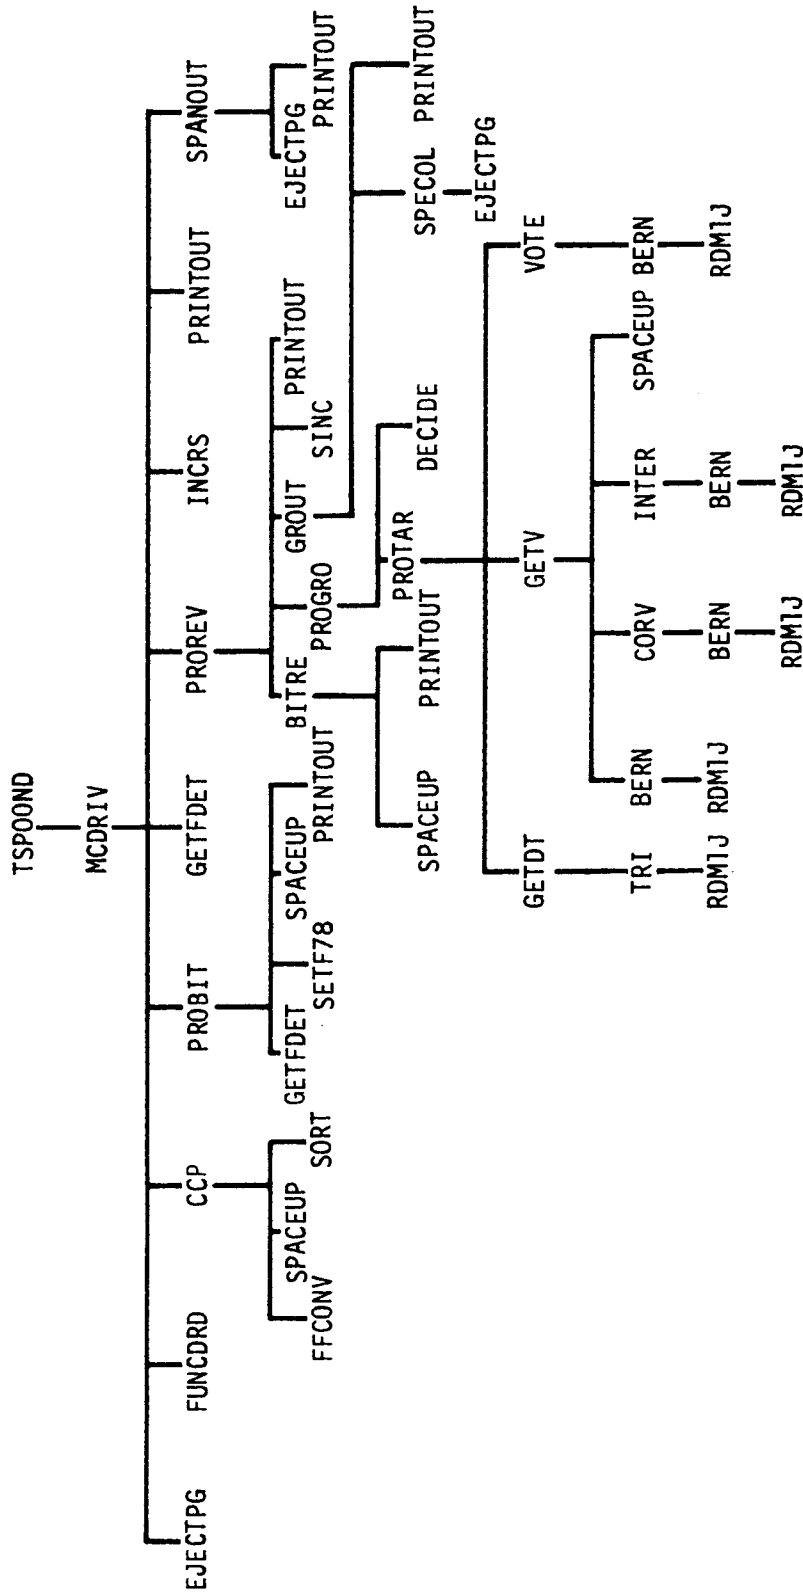 TSPOOND
MCDRIV
EJECTPG
FUNCDRD
CCP
PROBIT
GETFDET
PROREV
INCRS
PRINTOUT
SPANOUT
FFCONV
SPACEUP
SORT
GETFDET
SETF78
SPACEUP
PRINTOUT
BITRE
PROGRO
GROUT
SINC
PRINTOUT
EJECTPG
PRINTOUT
SPACEUP
PRINTOUT
PROTAR
DECIDE
SPECOL
PRINTOUT
EJECTPG
GETDT
GETV
VOTE
TRI
BERN
CORV
INTER
SPACEUP
BERN
RDM1J
RDM1J
BERN
BERN
RDM1J
RDM1J
RDM1J